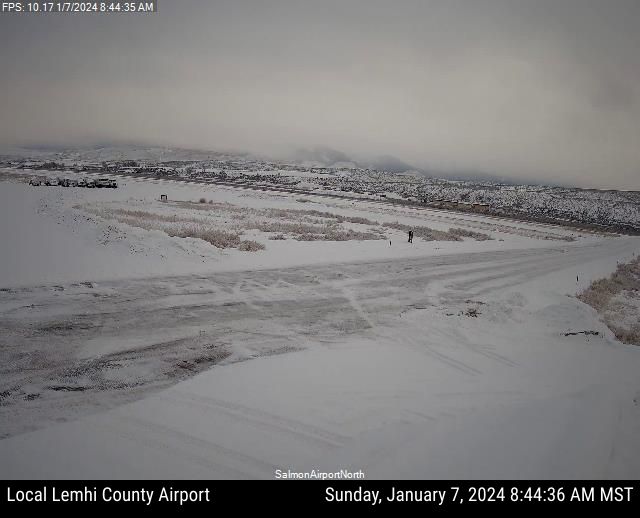 FPS: 10.17 1/7/2024 8:44:35 AM
SalmonAirportNorth
Local Lemhi County Airport
Sunday, January 7, 2024 8:44:36 AM MST